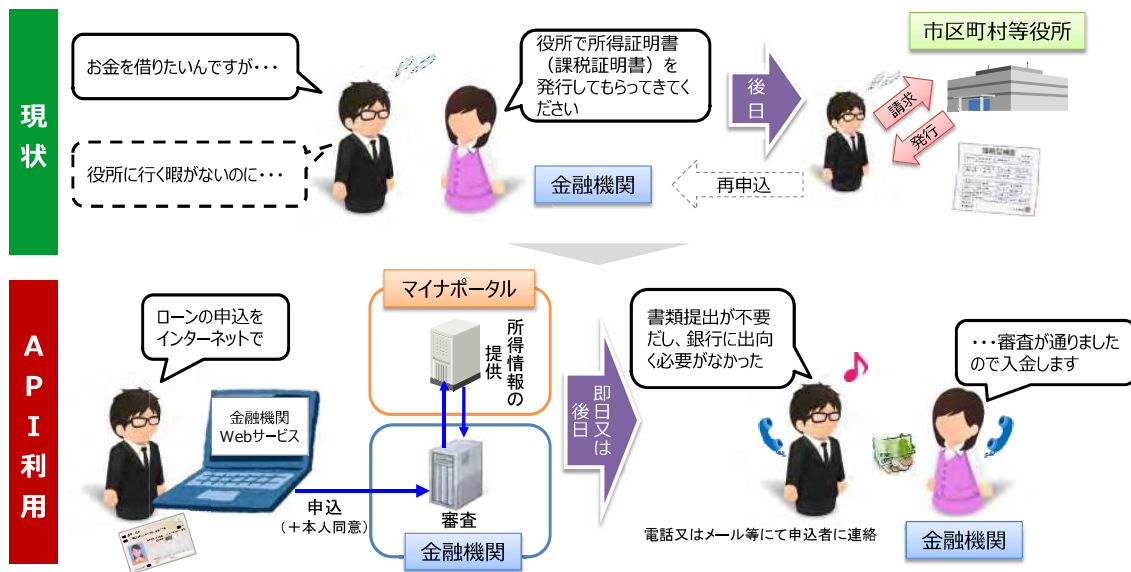 現状
お金を借りたいんですが・・・
役所に行く暇がないのに・・・
役所で所得証明書
（課税証明書）を
発行してもらってきてく
ださい
金融機関
後日
再申込
市区町村等役所
請求
発行
API利用
ローンの申込を
インターネットで
金融機関
Webサービス
申込
（＋本人同意）
マイナポータル
所得情報の
提供
審査
金融機関
即日又は
後日
書類提出が不要
だし、銀行に出向
く必要がなかった
・・・審査が通りました
ので入金します
電話又はメール等にて申込者に連絡
金融機関